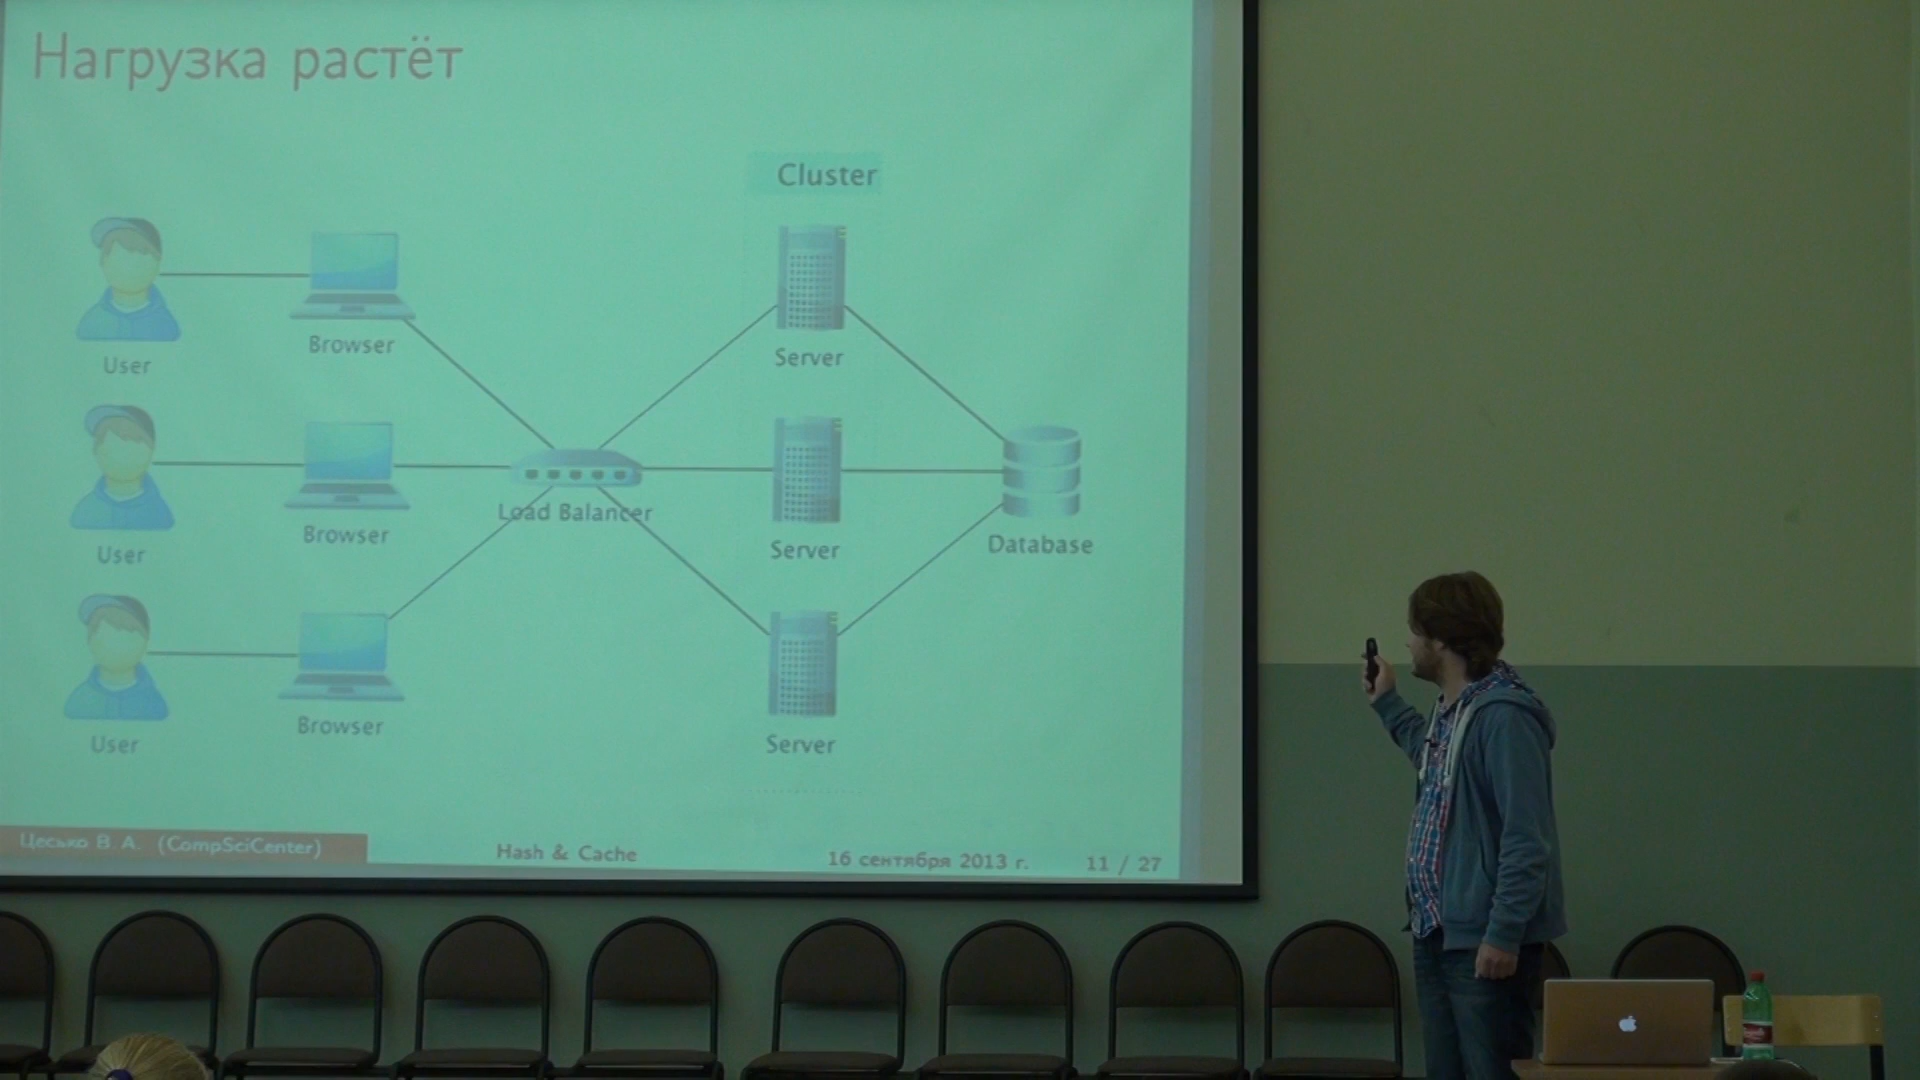 Нагрузка растёт
Cluster
User
Browser
Server
Load Balancer
User
Browser
Server
Database
User
Browser
Server
Цесько В. А. (CompSciCenter)
Hash & Cache
16 сентября 2013 г.
11 / 27